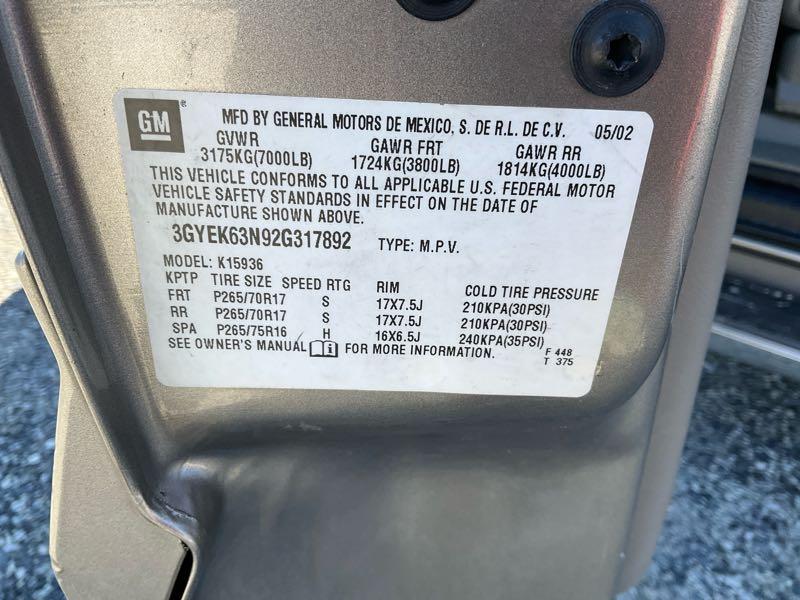 GM ®
MFD BY GENERAL MOTORS DE MEXICO, S. DE R.L. DE C.V. 05/02
GVWR GAWR FRT GAWR RR
3175KG(7000LB) 1724KG(3800LB) 1814KG(4000LB)
THIS VEHICLE CONFORMS TO ALL APPLICABLE U.S. FEDERAL MOTOR
VEHICLE SAFETY STANDARDS IN EFFECT ON THE DATE OF
MANUFACTURE SHOWN ABOVE.
3GYEK63N92G317892 TYPE: M.P.V.
MODEL: K15936
KPTP TIRE SIZE SPEED RTG RIM COLD TIRE PRESSURE
FRT P265/70R17 S 17X7.5J 210KPA(30PSI)
RR P265/70R17 S 17X7.5J 210KPA(30PSI)
SPA P265/75R16 H 16X6.5J 240KPA(35PSI)
SEE OWNER'S MANUAL FOR MORE INFORMATION. F 448
T 375